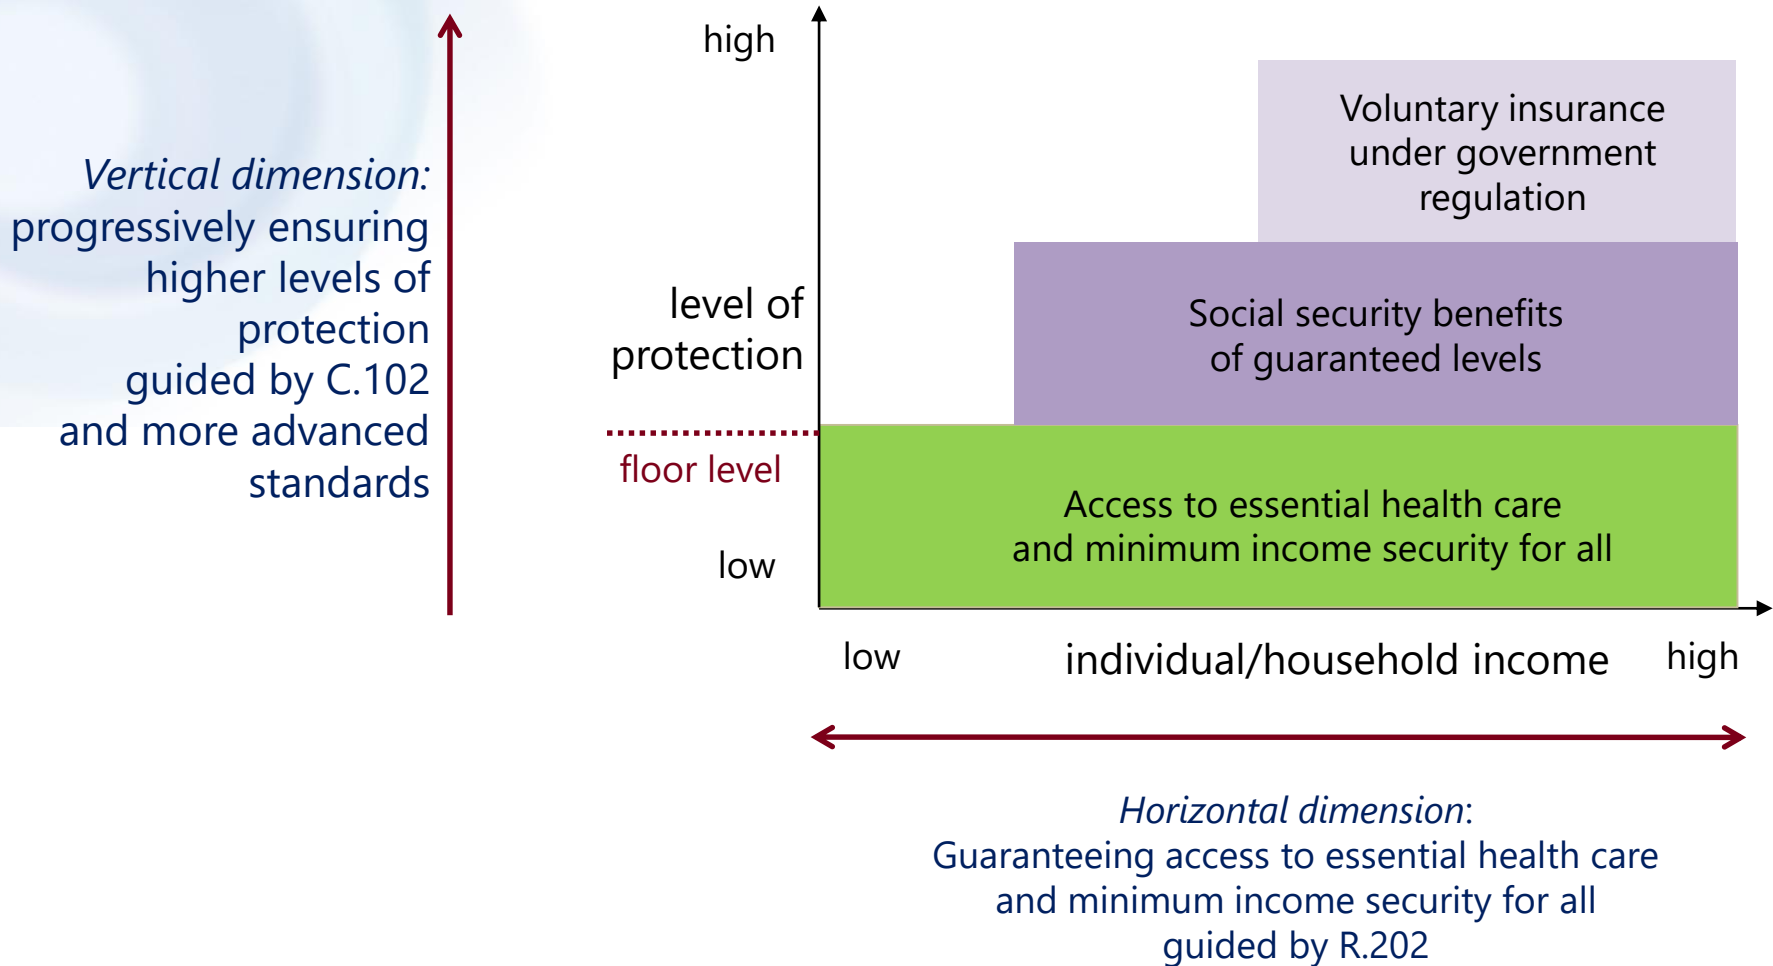 Vertical dimension:
progressively ensuring
higher levels of
protection
guided by C.102
and more advanced
standards
high
level of
protection
floor level
low
Voluntary insurance
under government
regulation
Social security benefits
of guaranteed levels
Access to essential health care
and minimum income security for all
low
individual/household income
high
Horizontal dimension:
Guaranteeing access to essential health care
and minimum income security for all
guided by R.202